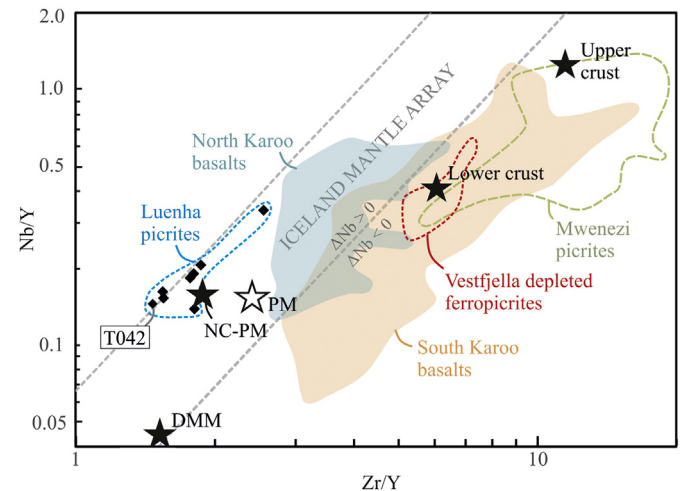 2.0
1.0
0.5
0.1
0.05
Nb/Y
1
10
Zr/Y
Upper
crust
North Karoo
basalts
ICELAND MANTLE ARRAY
Lower crust
Luenha
picrites
ΔNb > 0
ΔNb < 0
Mwenezi
picrites
Vestfjella depleted
ferropicrites
PM
NC-PM
T042
South Karoo
basalts
DMM